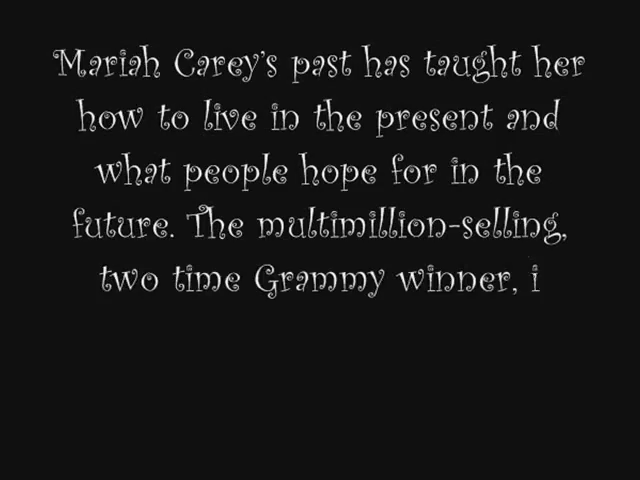 Mariah Carey's past has taught her
how to live in the present and
what people hope for in the
future. The multimillion-selling,
two time Grammy winner, i